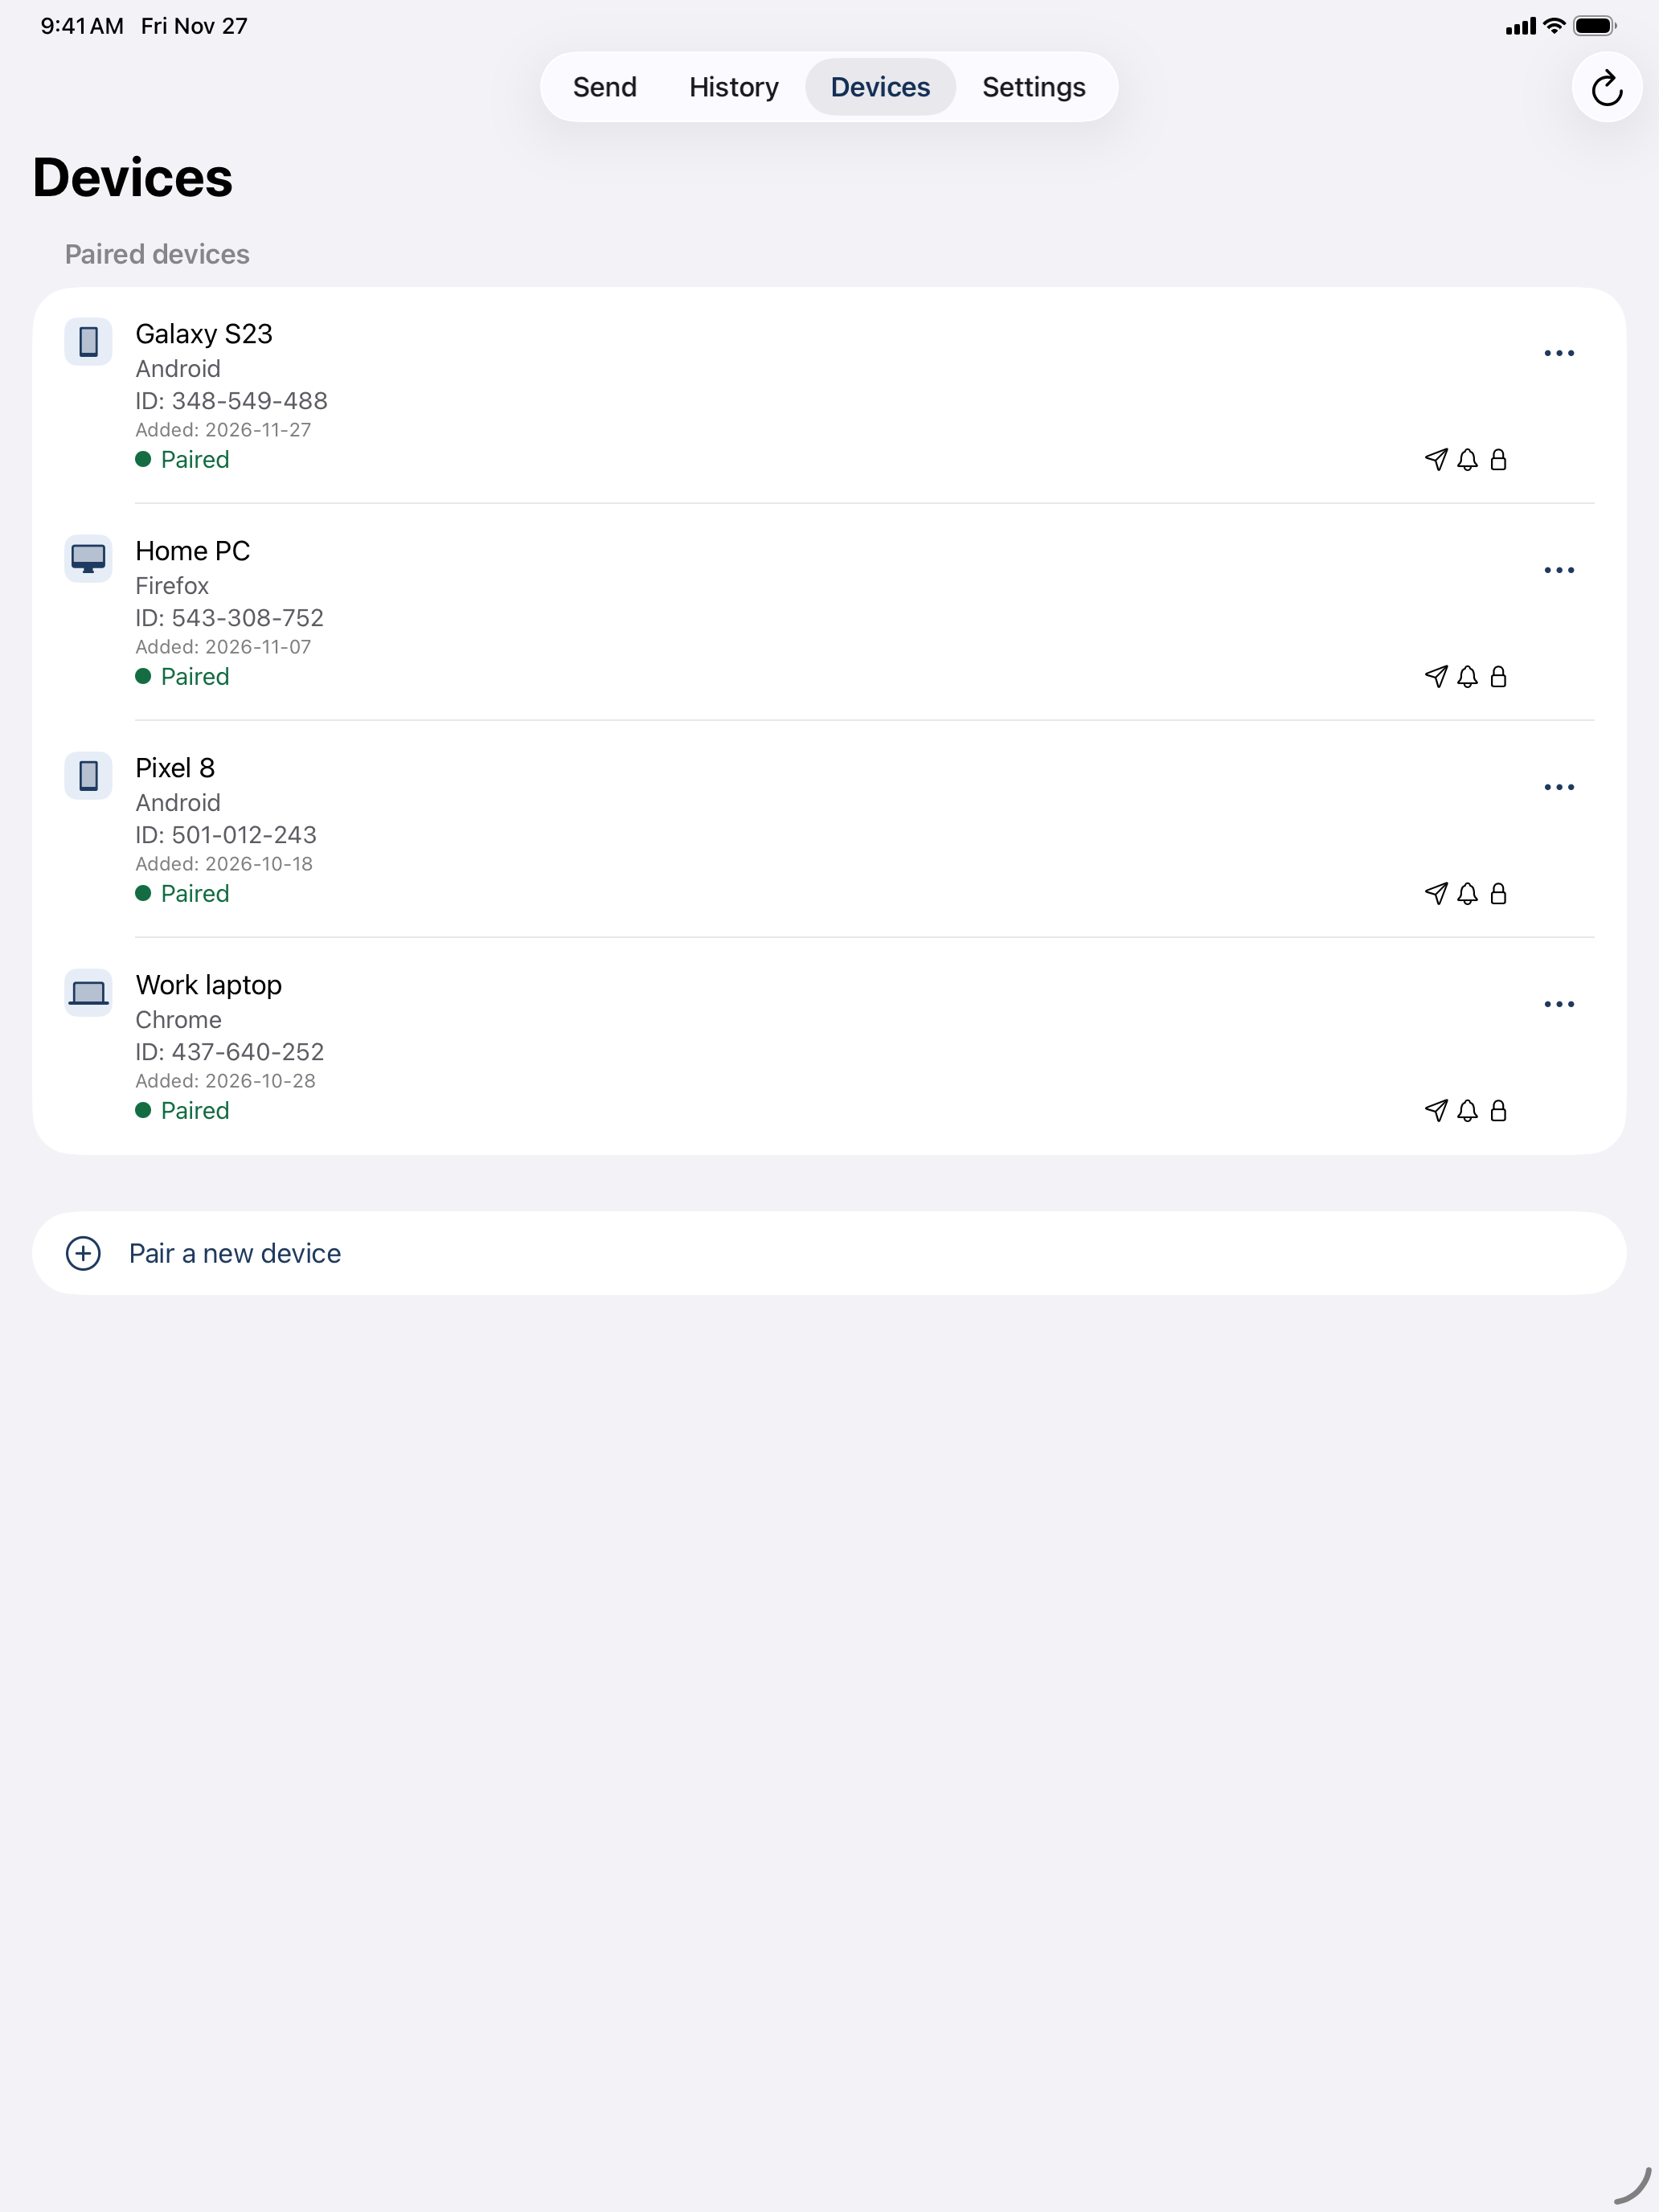 9:41 AM Fri Nov 27
Send History Devices Settings
Devices
Paired devices
Galaxy S23
Android
ID: 348-549-488
Added: 2026-11-27
Paired
Home PC
Firefox
ID: 543-308-752
Added: 2026-11-07
Paired
Pixel 8
Android
ID: 501-012-243
Added: 2026-10-18
Paired
Work laptop
Chrome
ID: 437-640-252
Added: 2026-10-28
Paired
Pair a new device